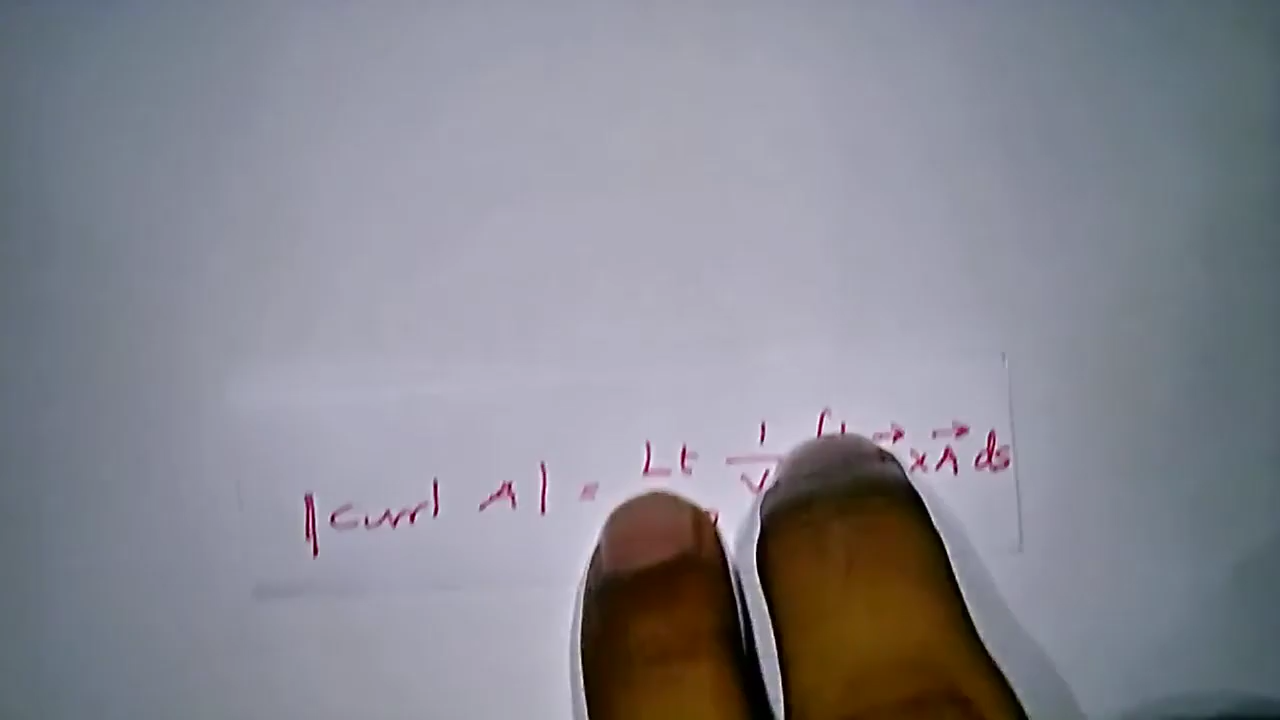 |curl A| = Lt 1/V ∮ → × A⃗ ds